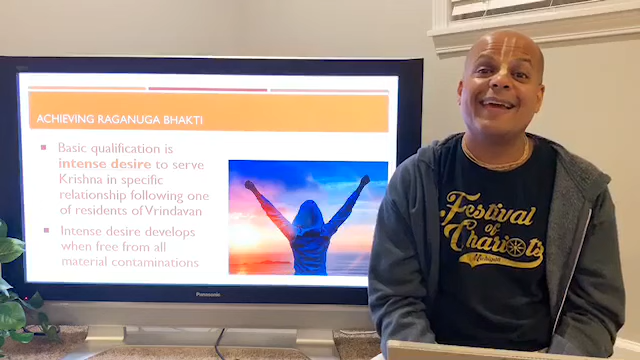 ACHIEVING RAGANUGA BHAKTI
Basic qualification is
intense desire to serve
Krishna in specific
relationship following one
of residents of Vrindavan
Intense desire develops
when free from all
material contaminations
Panasonic
Festival
of
Chariots
Michigan